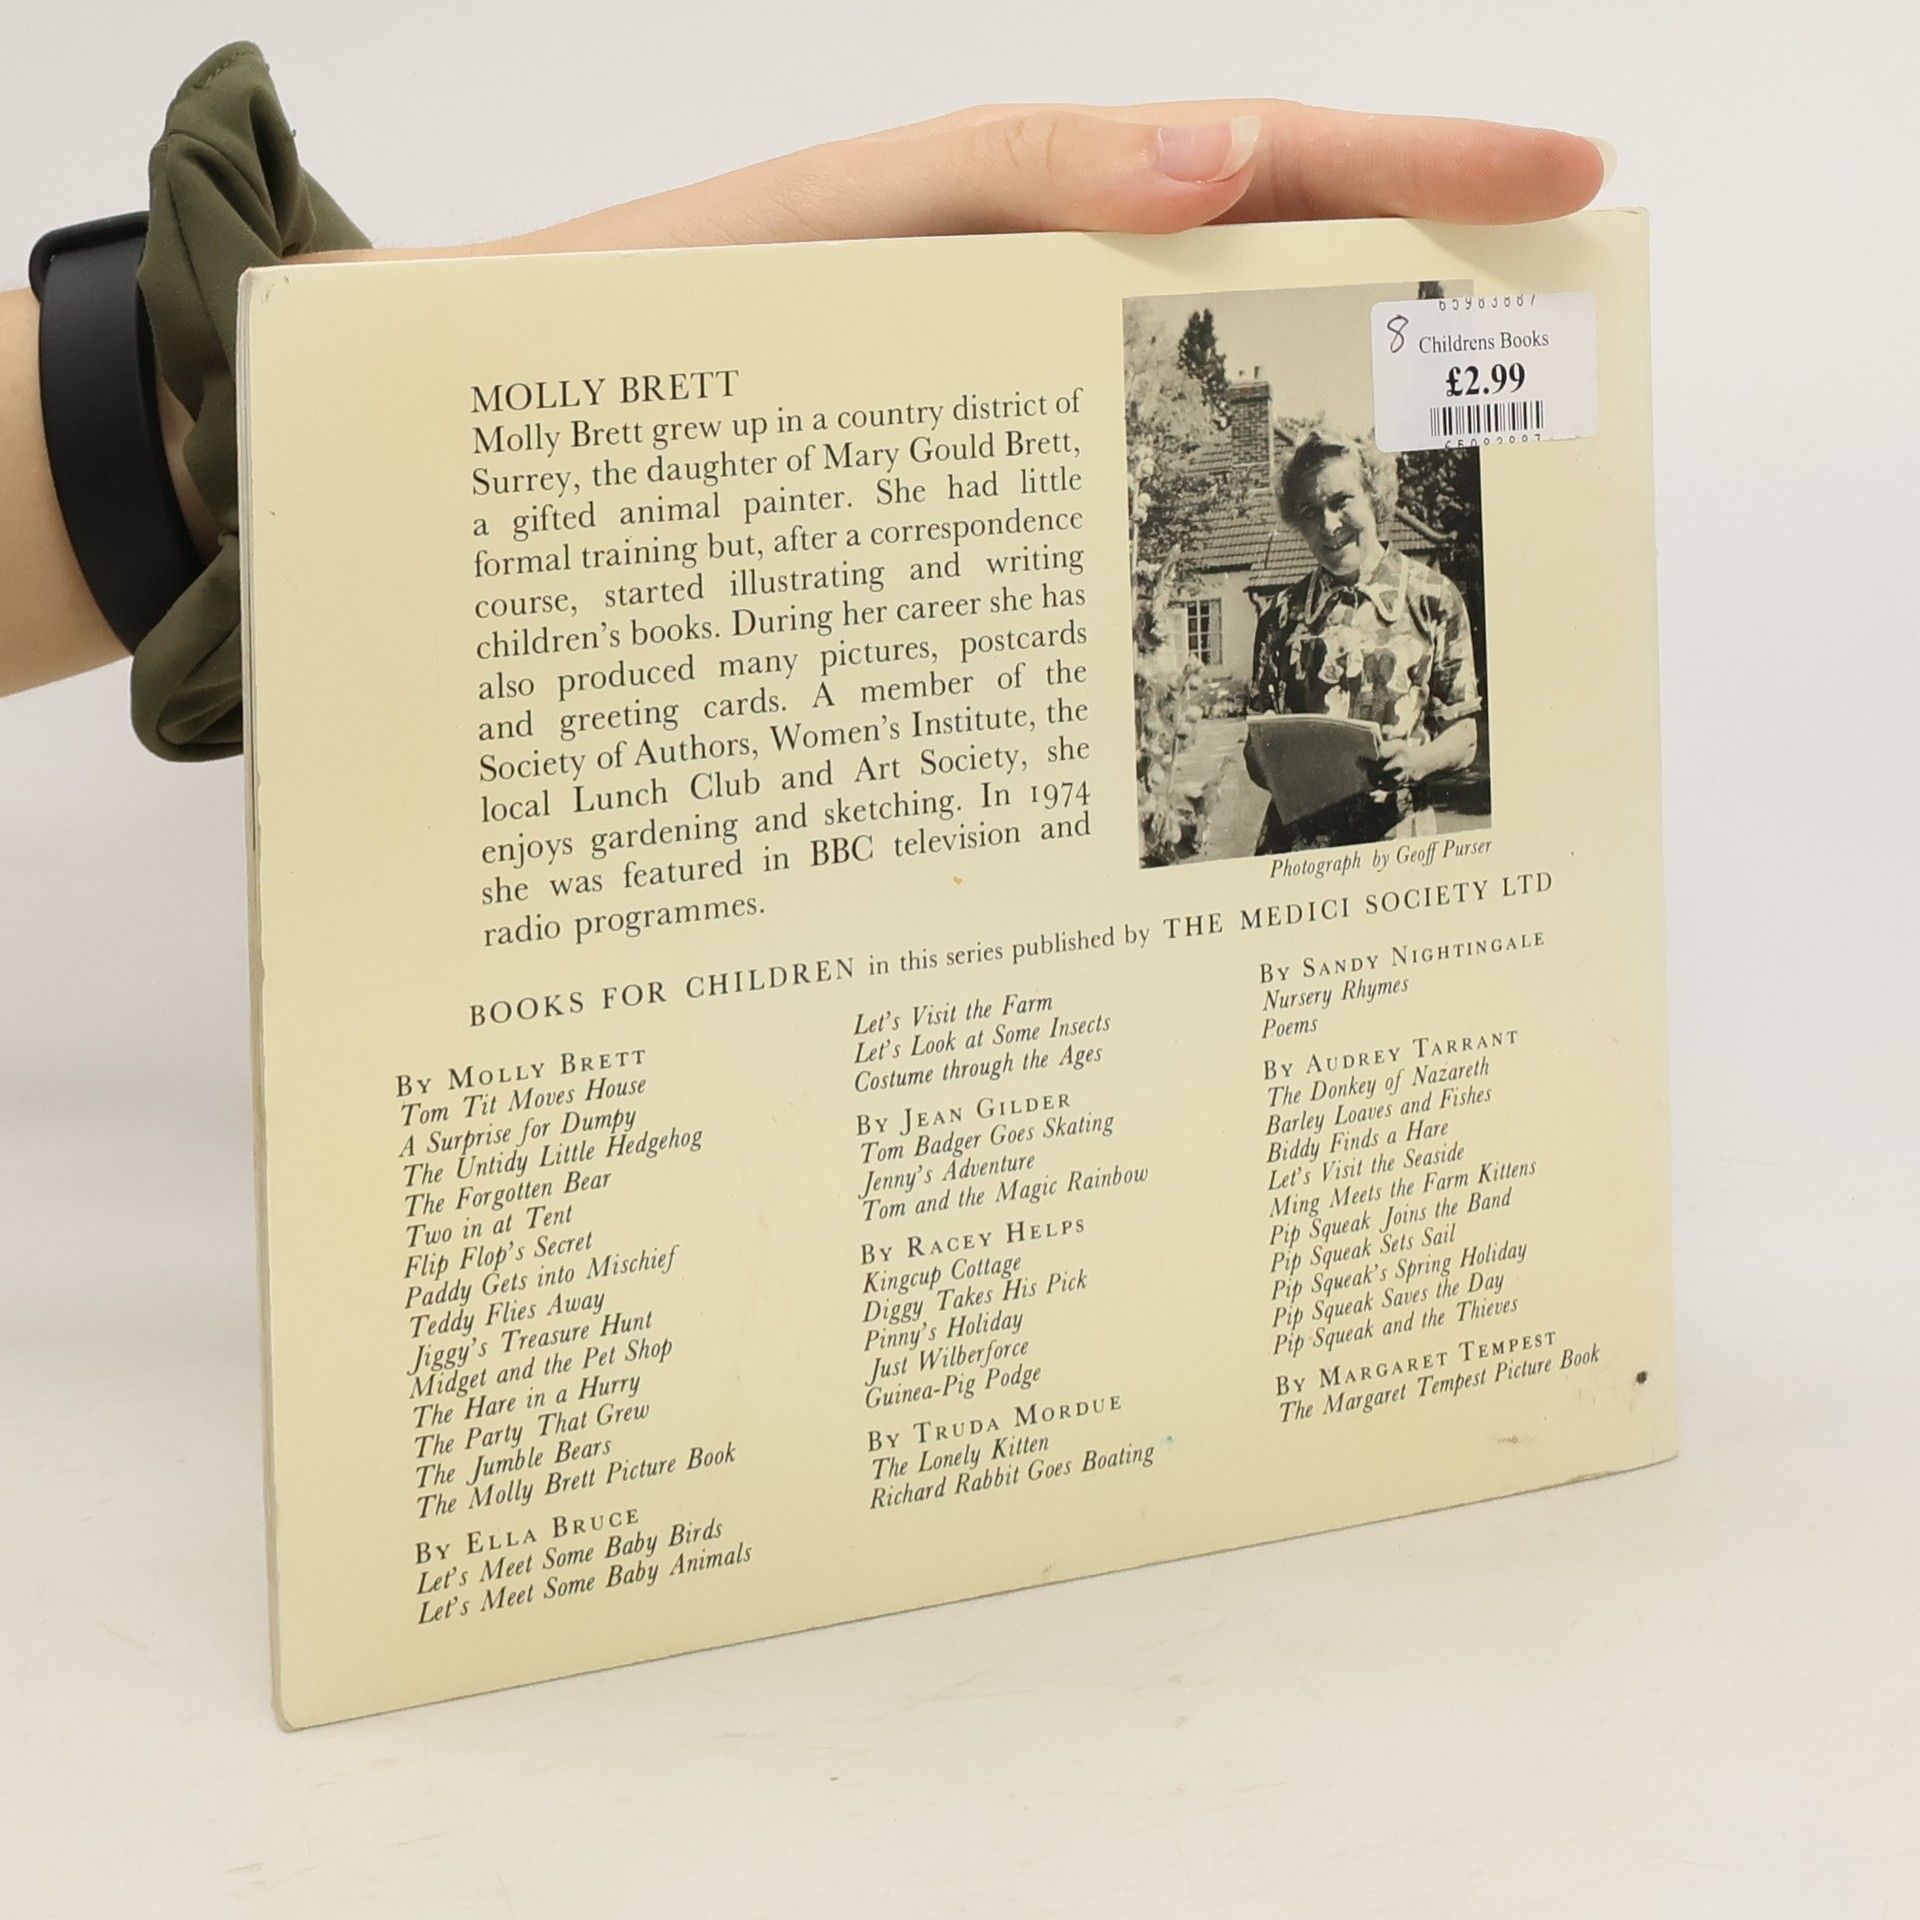 65983887
8
Childrens Books
£2.99
MOLLY BRETT
Molly Brett grew up in a country district of
Surrey, the daughter of Mary Gould Brett,
a gifted animal painter. She had little
formal training but, after a correspondence
course, started illustrating and writing
children's books. During her career she has
also produced many pictures, postcards
and greeting cards. A member of the
Society of Authors, Women's Institute, the
local Lunch Club and Art Society, she
enjoys gardening and sketching. In 1974
she was featured in BBC television and
radio programmes.
Photograph by Geoff Purser
BOOKS FOR CHILDREN in this series published by THE MEDICI SOCIETY LTD
BY MOLLY BRETT
Tom Tit Moves House
A Surprise for Dumpy
The Untidy Little Hedgehog
The Forgotten Bear
Two in at Tent
Flip Flop's Secret
Paddy Gets into Mischief
Teddy Flies Away
Jiggy's Treasure Hunt
Midget and the Pet Shop
The Hare in a Hurry
The Party That Grew
The Jumble Bears
The Molly Brett Picture Book
BY ELLA BRUCE
Let's Meet Some Baby Birds
Let's Meet Some Baby Animals
Let's Visit the Farm
Let's Look at Some Insects
Costume through the Ages
BY JEAN GILDER
Tom Badger Goes Skating
Jenny's Adventure
Tom and the Magic Rainbow
BY RACEY HELPS
Kingcup Cottage
Diggy Takes His Pick
Pinny's Holiday
Just Wilberforce
Guinea-Pig Podge
BY TRUDA MORDUE
The Lonely Kitten
Richard Rabbit Goes Boating
BY SANDY NIGHTINGALE
Nursery Rhymes
Poems
BY AUDREY TARRANT
The Donkey of Nazareth
Barley Loaves and Fishes
Biddy Finds a Hare
Let's Visit the Seaside
Ming Meets the Farm Kittens
Pip Squeak Joins the Band
Pip Squeak Sets Sail
Pip Squeak's Spring Holiday
Pip Squeak Saves the Day
Pip Squeak and the Thieves
BY MARGARET TEMPEST
The Margaret Tempest Picture Book